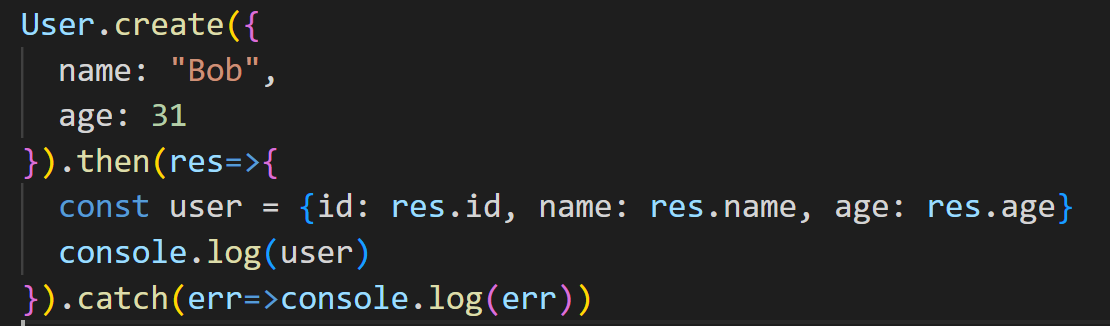 User.create({
  name: "Bob",
  age: 31
}).then(res=>{
  const user = {id: res.id, name: res.name, age: res.age}
  console.log(user)
}).catch(err=>console.log(err))